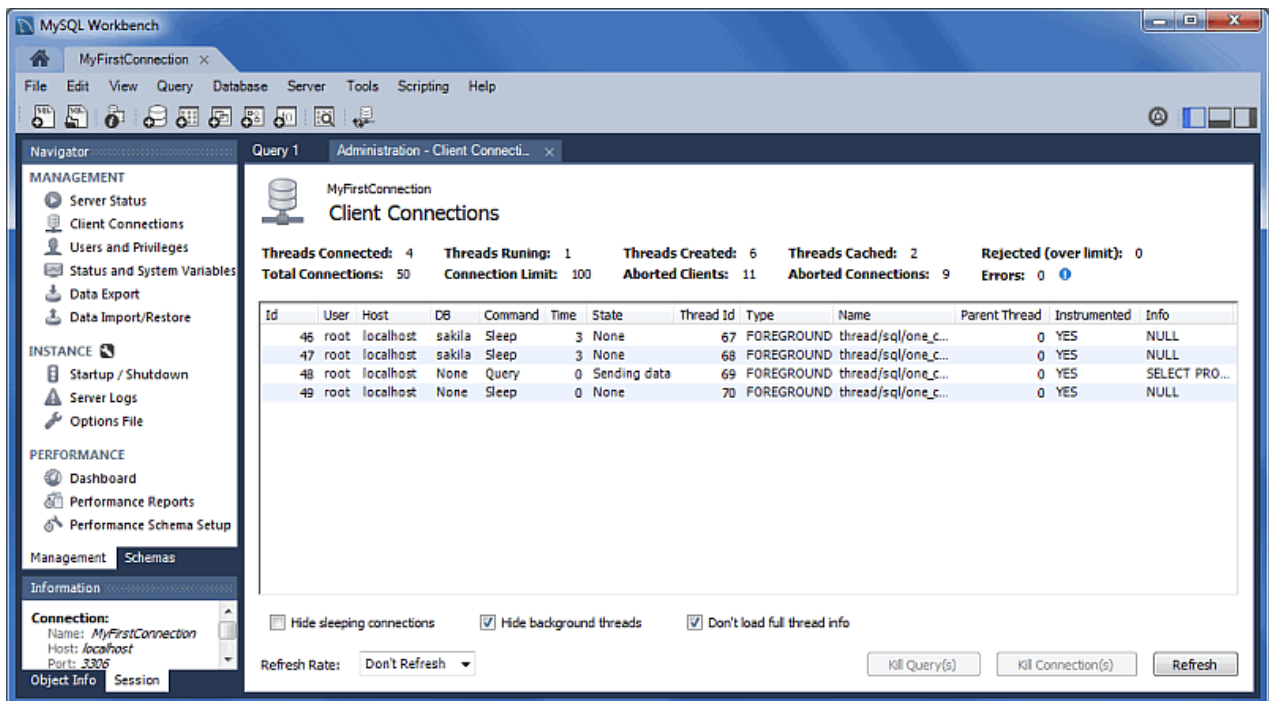 MySQL Workbench
MyFirstConnection ×
File Edit View Query Database Server Tools Scripting Help
Navigator
MANAGEMENT
Server Status
Client Connections
Users and Privileges
Status and System Variables
Data Export
Data Import/Restore
INSTANCE
Startup / Shutdown
Server Logs
Options File
PERFORMANCE
Dashboard
Performance Reports
Performance Schema Setup
Management Schemas
Information
Connection:
Name: MyFirstConnection
Host: localhost
Port: 3306
Object Info Session
Query 1 Administration - Client Connecti... ×
MyFirstConnection
Client Connections
Threads Connected: 4 Threads Runing: 1 Threads Created: 6 Threads Cached: 2 Rejected (over limit): 0
Total Connections: 50 Connection Limit: 100 Aborted Clients: 11 Aborted Connections: 9 Errors: 0
Id User Host DB Command Time State Thread Id Type Name Parent Thread Instrumented Info
46 root localhost sakila Sleep 3 None 67 FOREGROUND thread/sql/one_c... 0 YES NULL
47 root localhost sakila Sleep 3 None 68 FOREGROUND thread/sql/one_c... 0 YES NULL
48 root localhost None Query 0 Sending data 69 FOREGROUND thread/sql/one_c... 0 YES SELECT PRO...
49 root localhost None Sleep 0 None 70 FOREGROUND thread/sql/one_c... 0 YES NULL
Hide sleeping connections Hide background threads Don't load full thread info
Refresh Rate: Don't Refresh Kill Query(s) Kill Connection(s) Refresh